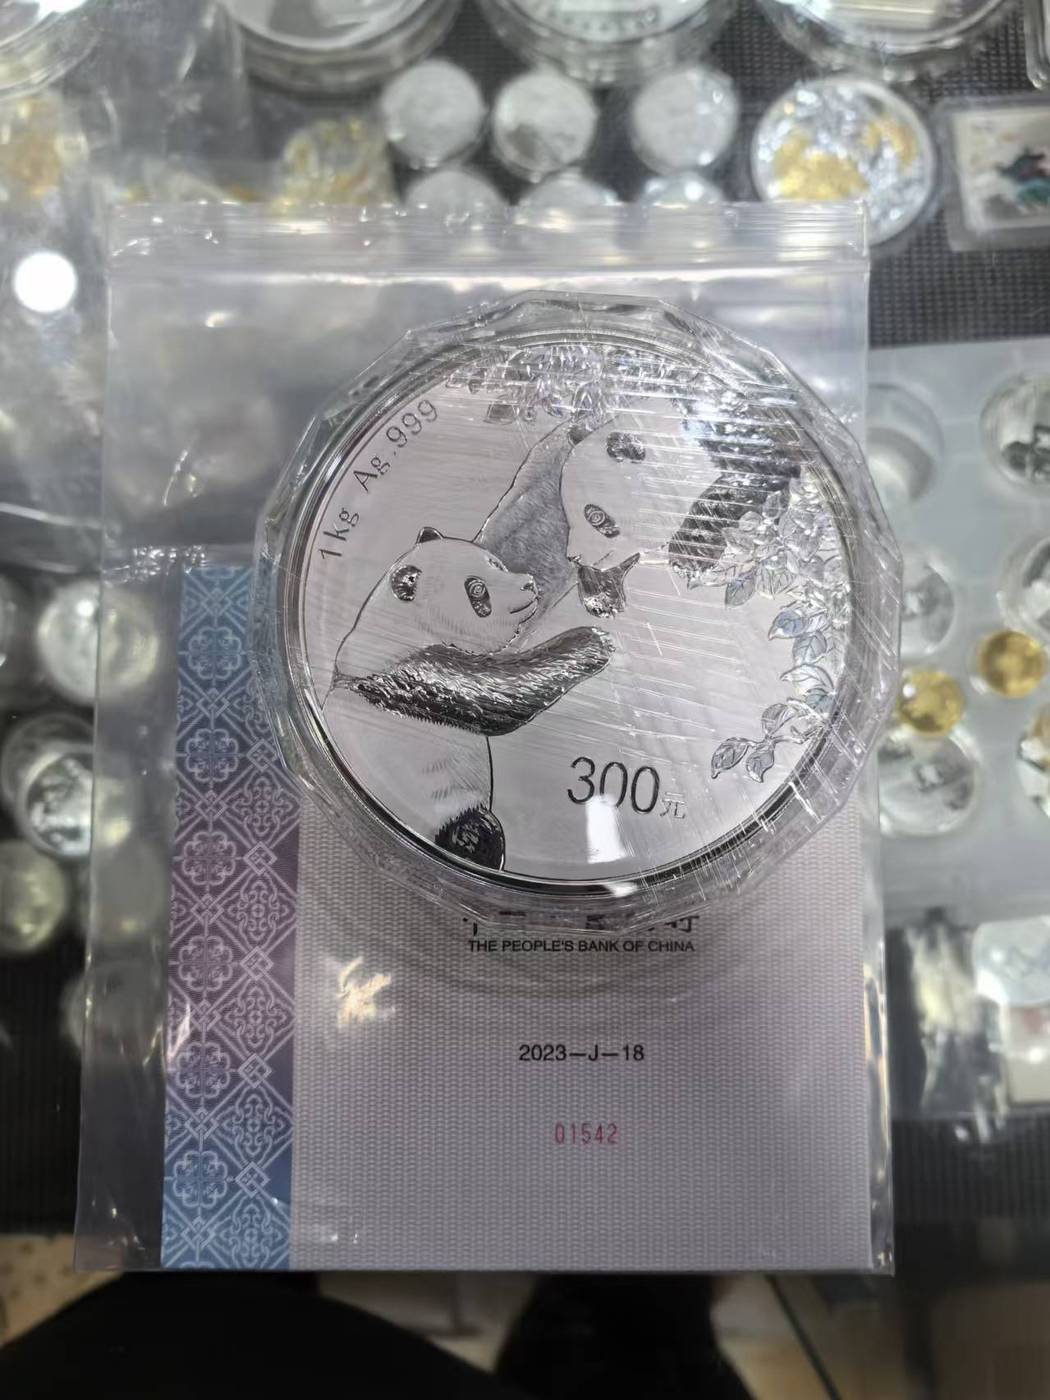 1kg Ag.999
300元
THE PEOPLE'S BANK OF CHINA
2023–J–18
01542